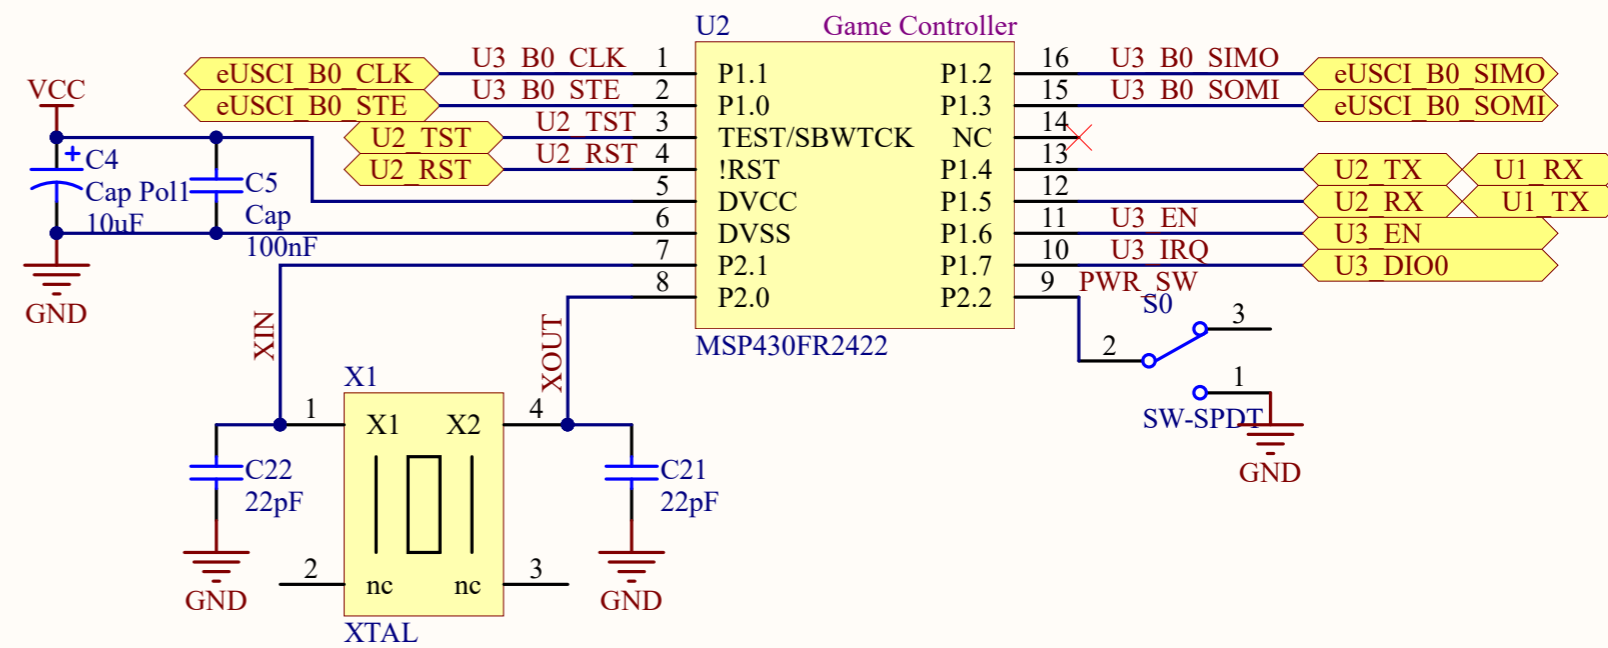 U2 Game Controller
eUSCI_B0_CLK U3_B0_CLK 1 P1.1 P1.2 16 U3_B0_SIMO eUSCI_B0_SIMO
VCC eUSCI_B0_STE U3_B0_STE 2 P1.0 P1.3 15 U3_B0_SOMI eUSCI_B0_SOMI
U2_TST U2_TST 3 TEST/SBWTCK NC 14
+ C4 U2_RST U2_RST 4 !RST P1.4 13 U2_TX U1_RX
Cap Pol1 C5 5 DVCC P1.5 12 U2_RX U1_TX
10uF Cap 6 DVSS P1.6 11 U3_EN U3_EN
100nF 7 P2.1 P1.7 10 U3_IRQ U3_DIO0
8 P2.0 P2.2 9 PWR_SW
GND S0 3
XIN XOUT MSP430FR2422 2
X1 1
1 X1 X2 4 SW-SPDT
C22 C21 GND
22pF 22pF
2 nc nc 3
GND GND
XTAL